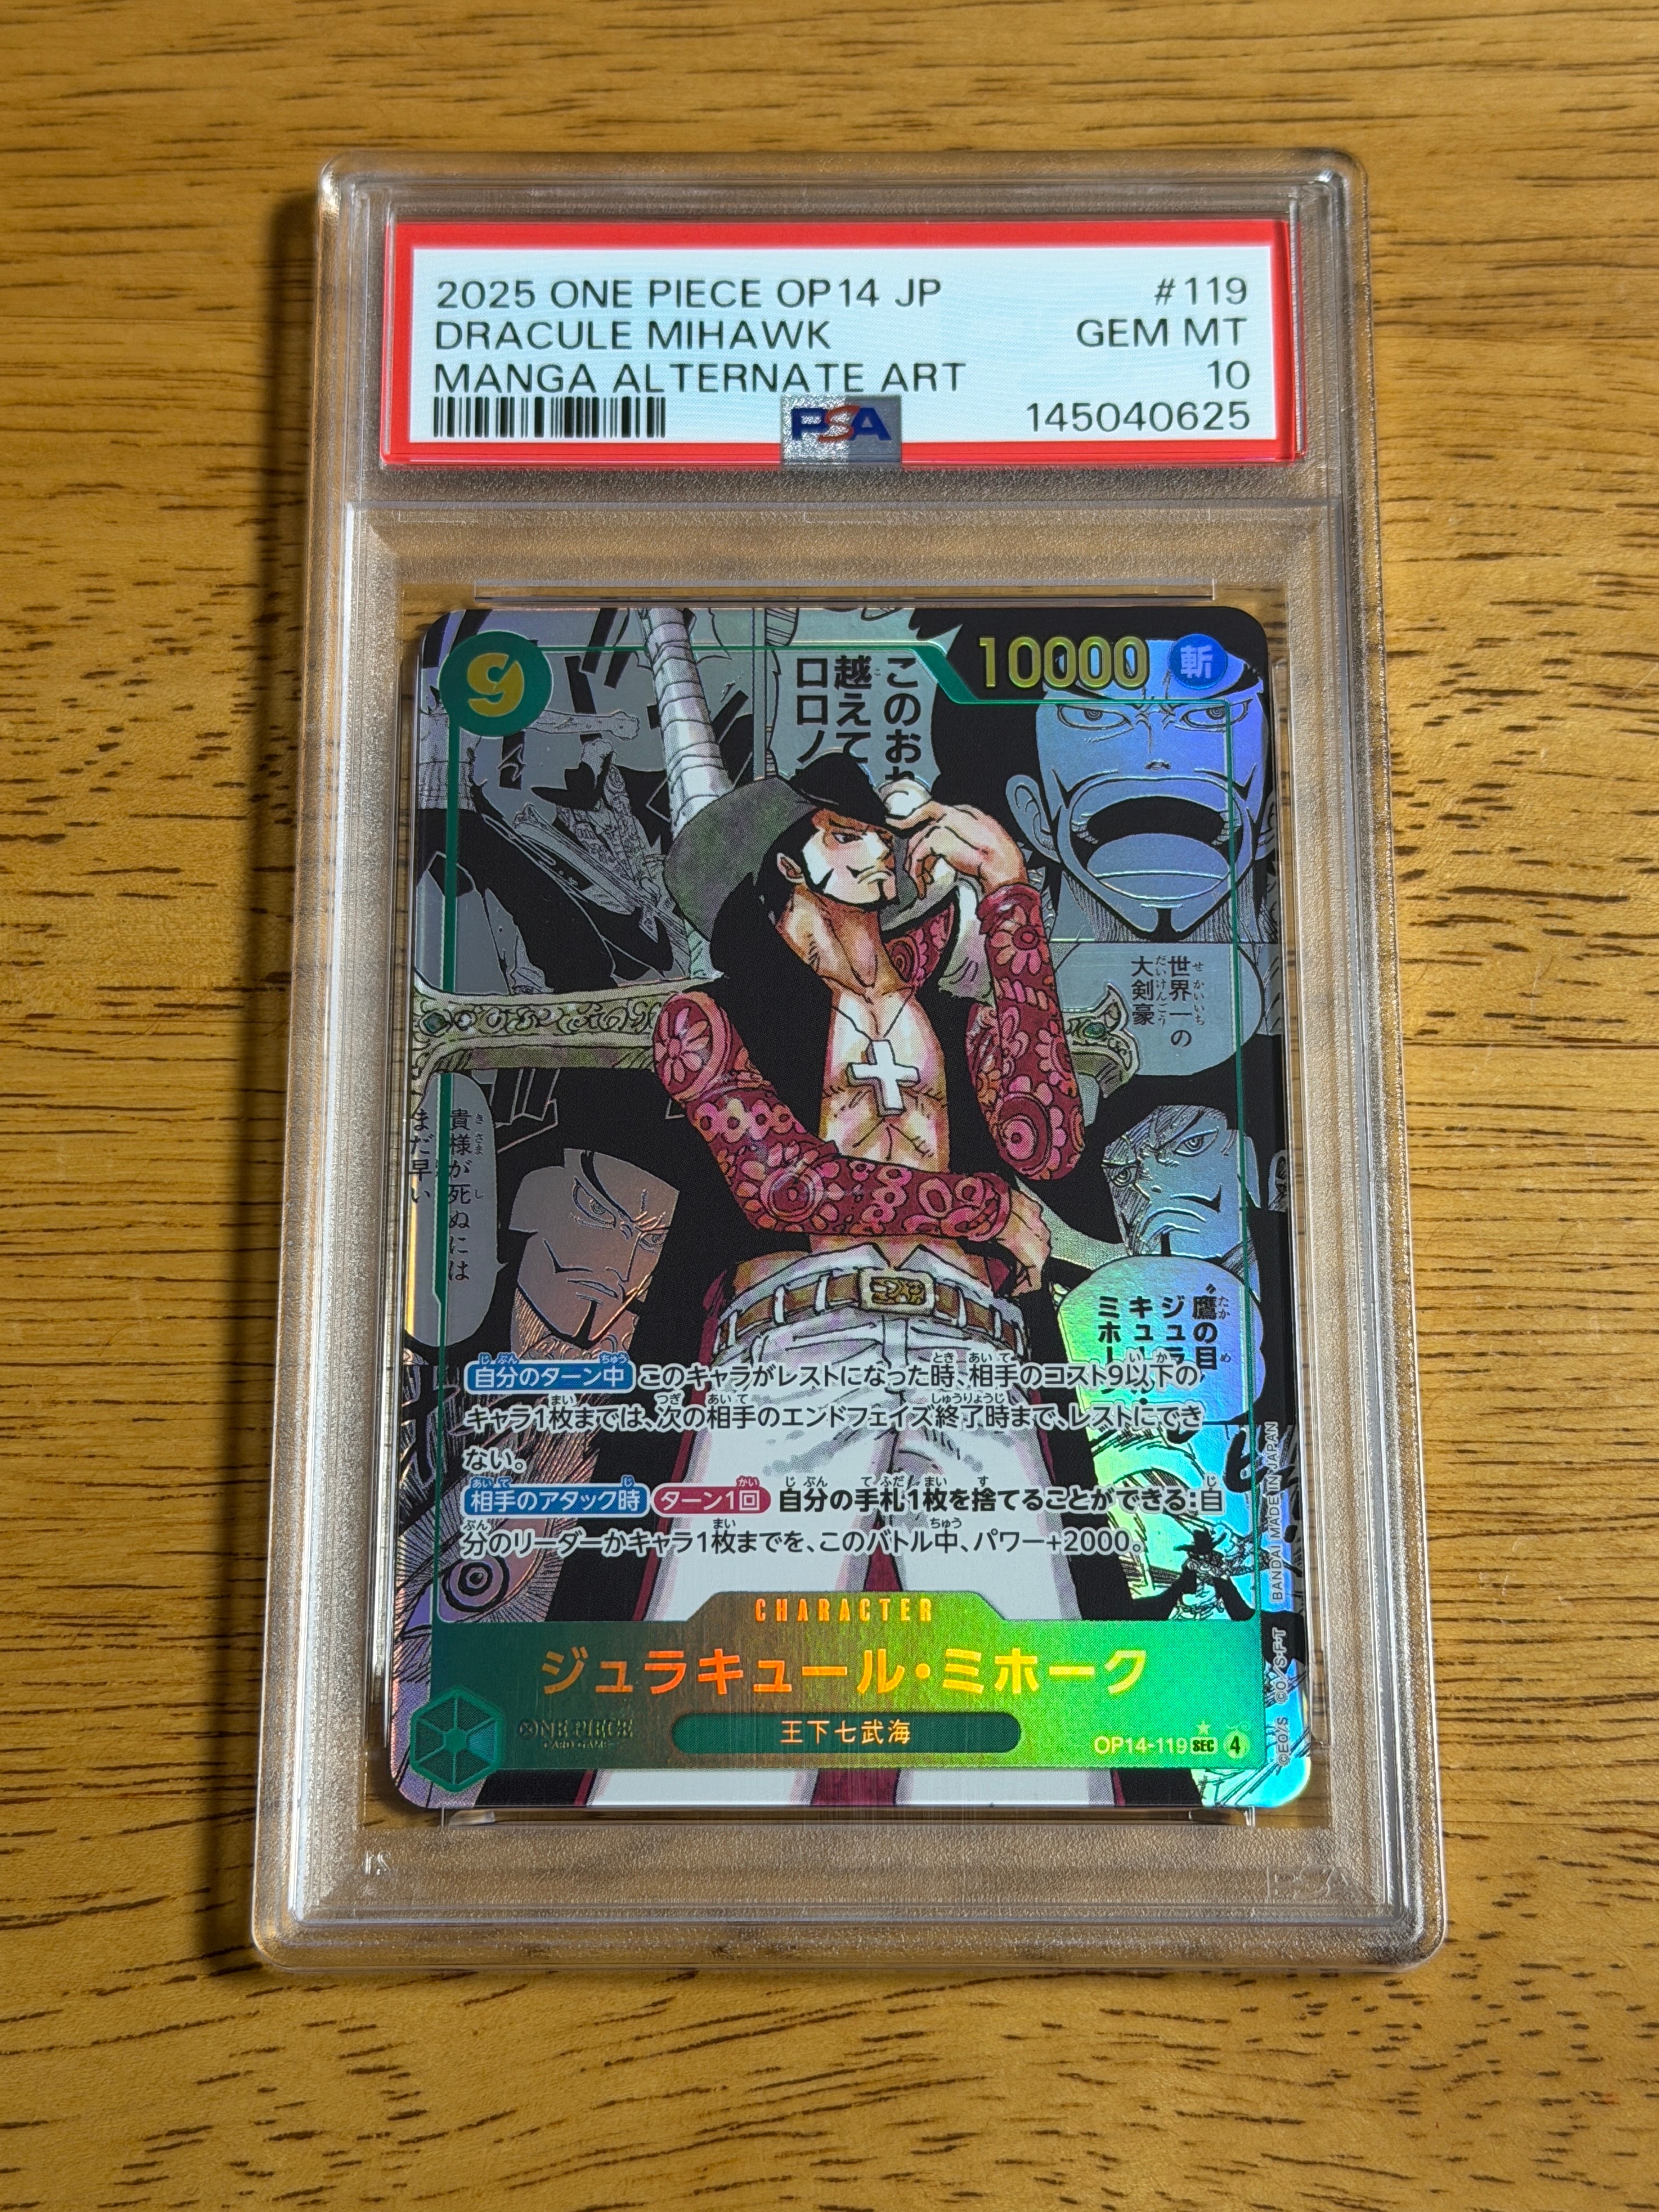 2025 ONE PIECE OP14 JP #119
DRACULE MIHAWK GEM MT
MANGA ALTERNATE ART 10
PSA 145040625
9
10000 斬
このおれ
越えて
ロロノ
世界一の
大剣豪
貴様が死ぬには
まだ早い
鷹の目
ジュラ
キュ
ミホー
自分のターン中 このキャラがレストになった時、相手のコスト9以下の
キャラ1枚までは、次の相手のエンドフェイズ終了時まで、レストにでき
ない。
相手のアタック時 ターン1回 自分の手札1枚を捨てることができる:自
分のリーダーかキャラ1枚までを、このバトル中、パワー+2000。
CHARACTER
ジュラキュール・ミホーク
ONE PIECE
CARD GAME
王下七武海
OP14-119 SEC 4
BANDAI MADE IN JAPAN
©O/S・F・T
©EO/S